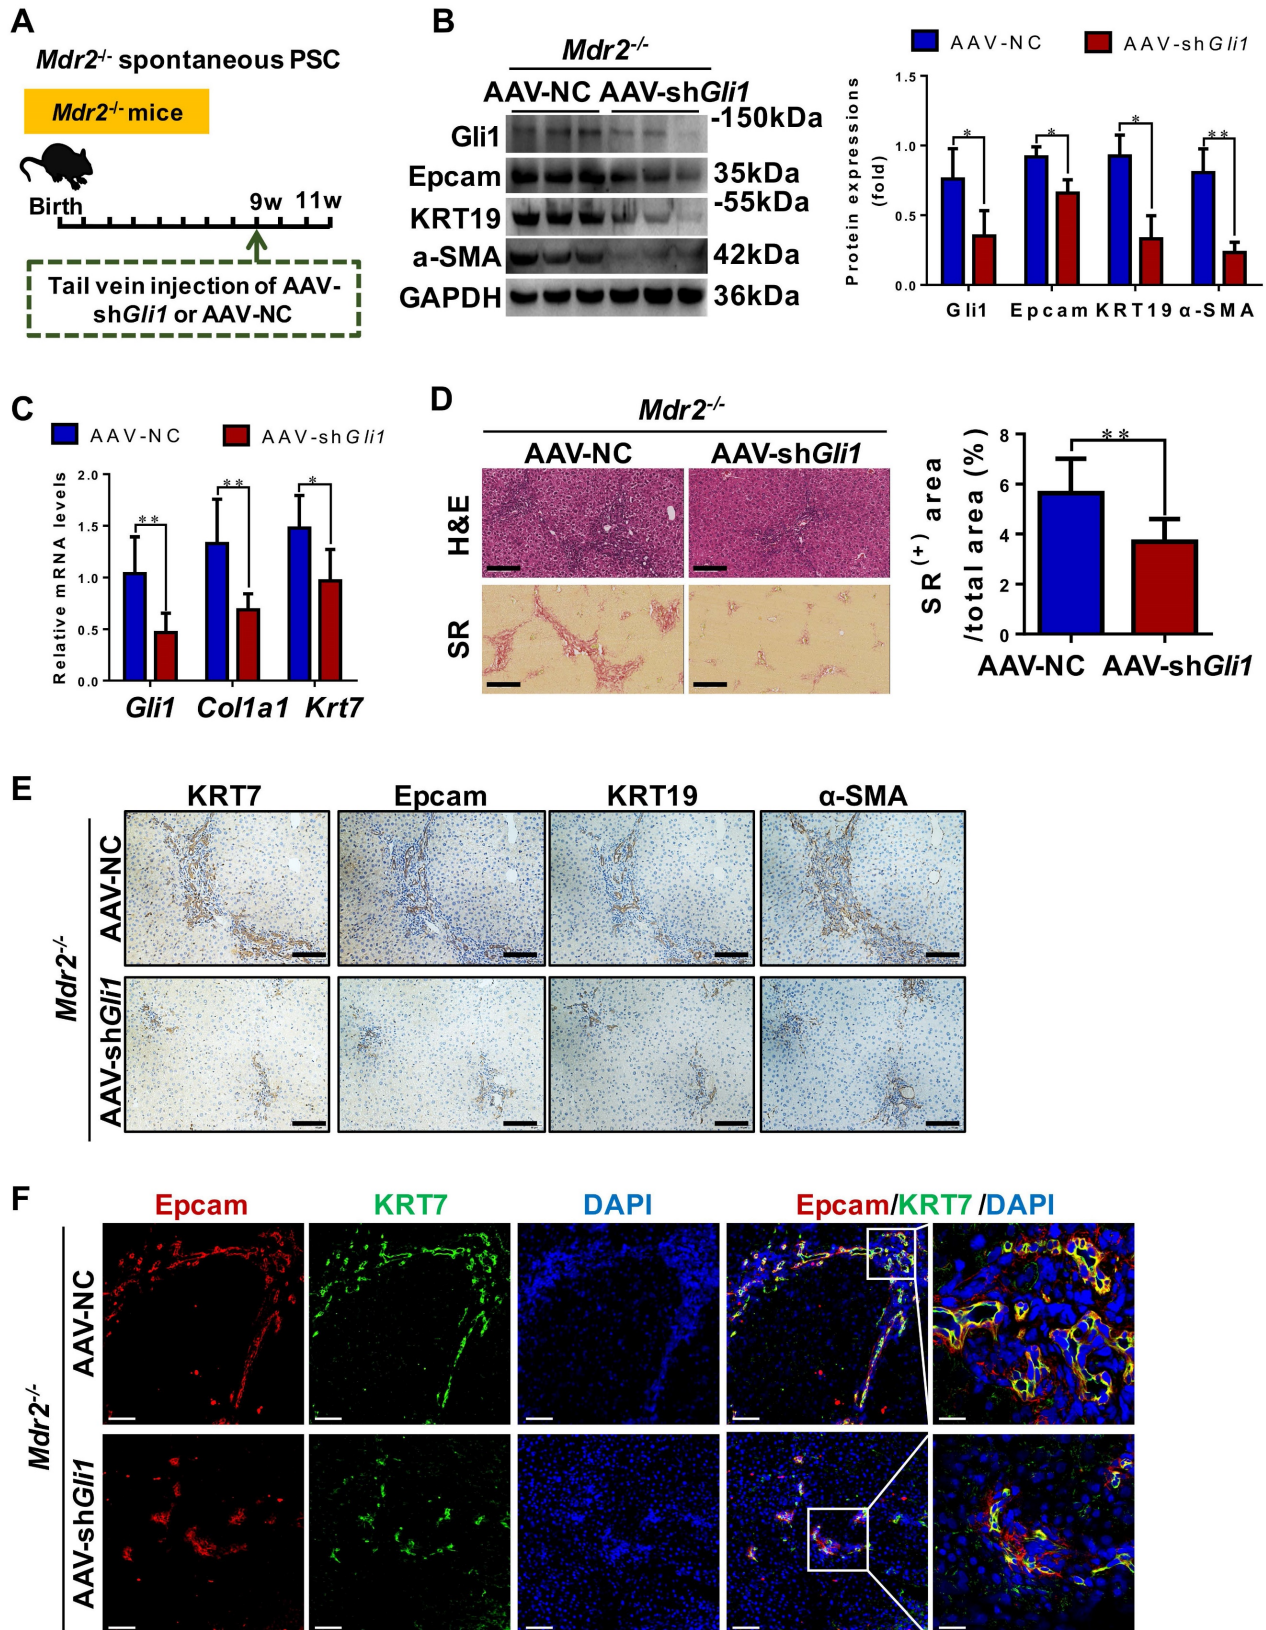 A
Mdr2-/- spontaneous PSC
Mdr2-/- mice
Birth
9w
11w
Tail vein injection of AAV-
shGli1 or AAV-NC
B
Mdr2-/-
AAV-NC AAV-shGli1
Gli1
-150kDa
Epcam
35kDa
KRT19
-55kDa
a-SMA
42kDa
GAPDH
36kDa
AAV-NC
AAV-shGli1
Protein expressions
(fold)
1.5
1.0
0.5
0.0
*
*
*
**
Gli1 Epcam KRT19 α-SMA
C
AAV-NC
AAV-shGli1
Relative mRNA levels
2.0
1.5
1.0
0.5
0.0
**
**
*
Gli1 Col1a1 Krt7
D
Mdr2-/-
AAV-NC
AAV-shGli1
H&E
SR
SR(+) area
/total area (%)
8
6
4
2
0
**
AAV-NC AAV-shGli1
E
KRT7
Epcam
KRT19
α-SMA
Mdr2-/-
AAV-NC
AAV-shGli1
F
Epcam
KRT7
DAPI
Epcam/KRT7 /DAPI
Mdr2-/-
AAV-NC
AAV-shGli1